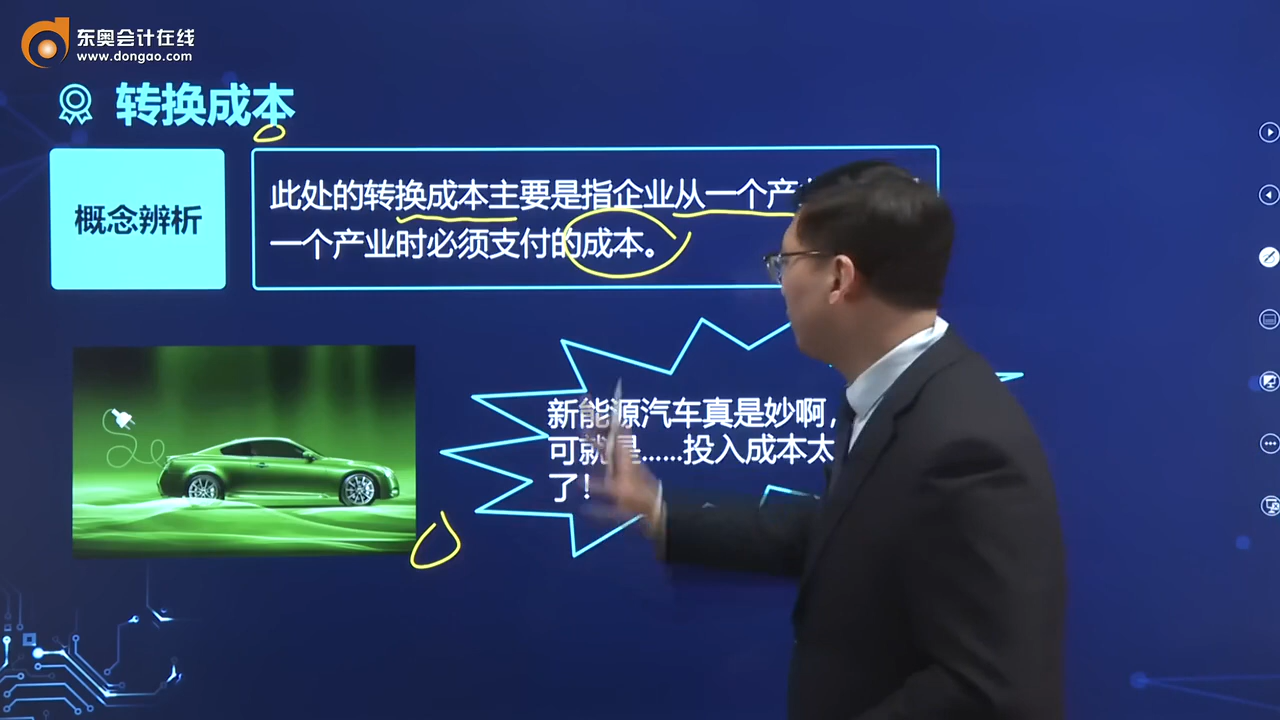 东奥会计在线
www.dongao.com
转换成本
概念辨析
此处的转换成本主要是指企业从一个产
一个产业时必须支付的成本。
新能源汽车真是妙啊,
可就是……投入成本太
了!